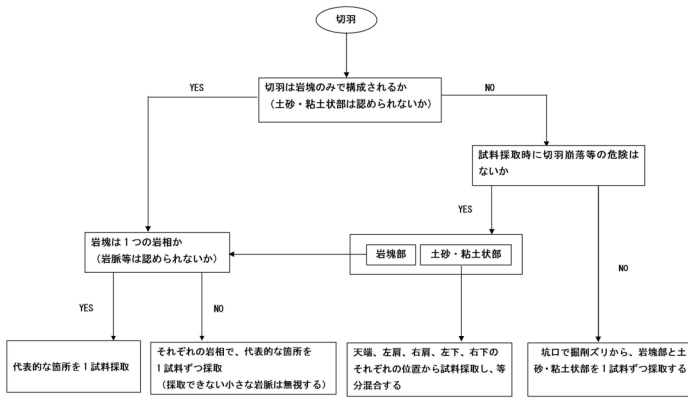 切羽
切羽は岩塊のみで構成されるか
（土砂・粘土状部は認められないか）
YES
NO
試料採取時に切羽崩落等の危険は
ないか
YES
NO
岩塊は１つの岩相か
（岩脈等は認められないか）
岩塊部
土砂・粘土状部
YES
NO
代表的な箇所を１試料採取
それぞれの岩相で、代表的な箇所を
１試料ずつ採取
（採取できない小さな岩脈は無視する）
天端、左肩、右肩、左下、右下の
それぞれの位置から試料採取し、等
分混合する
坑口で掘削ズリから、岩塊部と土
砂・粘土状部を１試料ずつ採取する